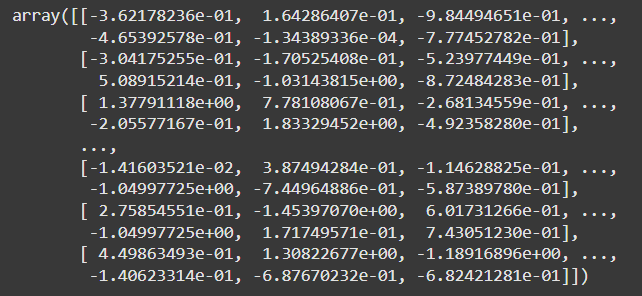 array([[-3.62178236e-01, 1.64286407e-01, -9.84494651e-01, ...,
-4.65392578e-01, -1.34389336e-04, -7.77452782e-01],
[-3.04175255e-01, -1.70525408e-01, -5.23977449e-01, ...,
5.08915214e-01, -1.03143815e+00, -8.72484283e-01],
[ 1.37791118e+00, 7.78108067e-01, -2.68134559e-01, ...,
-2.05577167e-01, 1.83329452e+00, -4.92358280e-01],
...,
[-1.41603521e-02, 3.87494284e-01, -1.14628825e-01, ...,
-1.04997725e+00, -7.44964886e-01, -5.87389780e-01],
[ 2.75854551e-01, -1.45397070e+00, 6.01731266e-01, ...,
-1.04997725e+00, 1.71749571e-01, 7.43051230e-01],
[ 4.49863493e-01, 1.30822677e+00, -1.18916896e+00, ...,
-1.40623314e-01, -6.87670232e-01, -6.82421281e-01]])